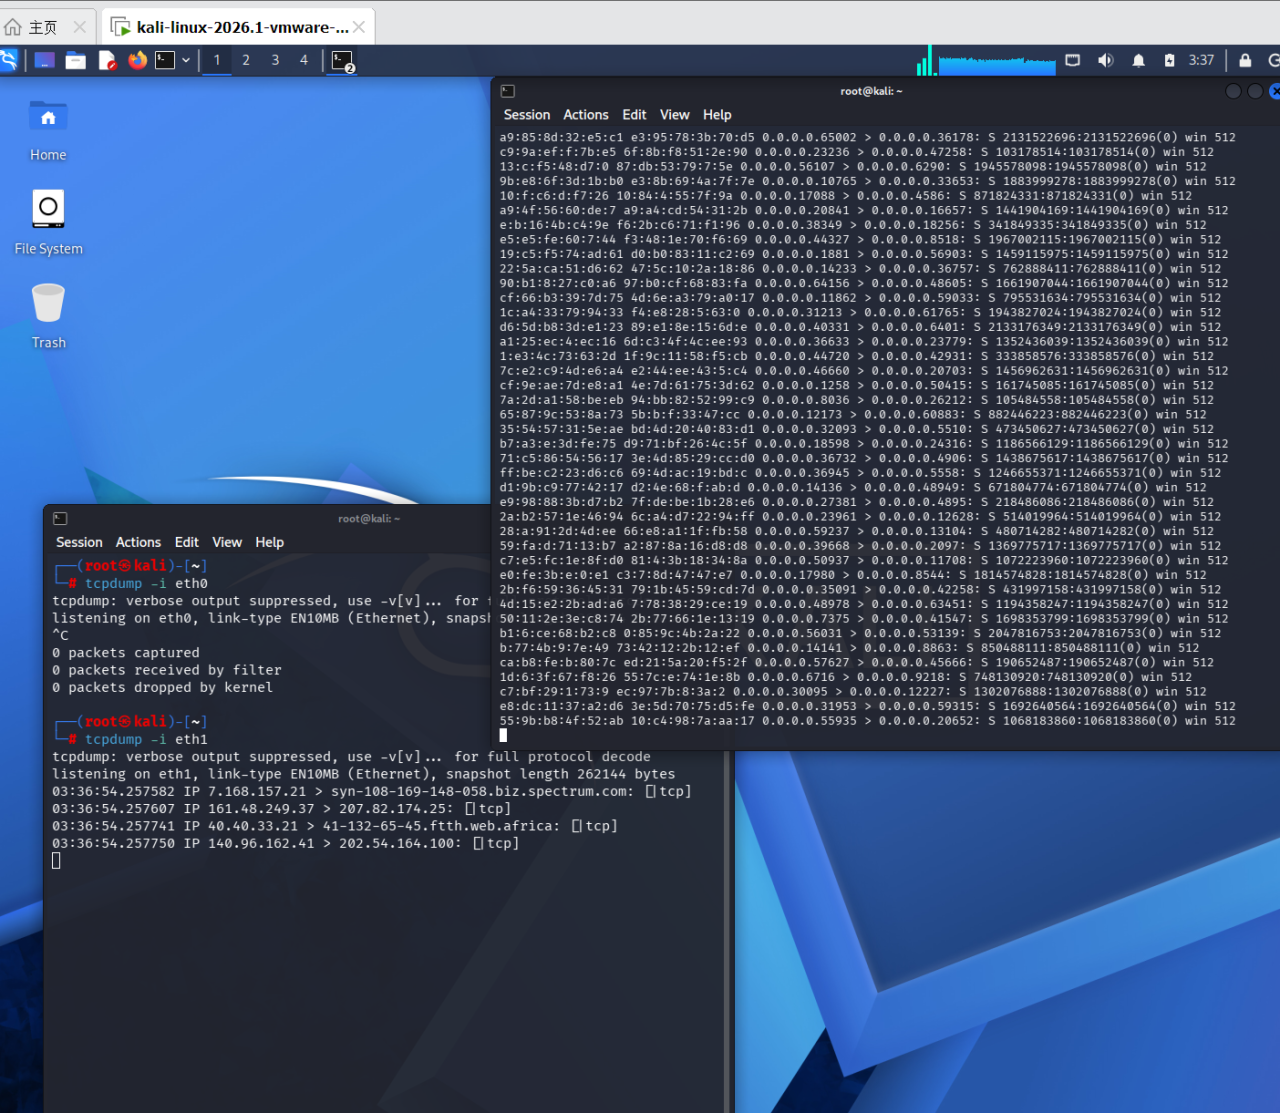 主页
kali-linux-2026.1-vmware-...
1 2 3 4
2
3:37
Home
File System
Trash
root@kali: ~
Session Actions Edit View Help
a9:85:8d:32:e5:c1 e3:95:78:3b:70:d5 0.0.0.0.65002 > 0.0.0.0.36178: S 2131522696:2131522696(0) win 512
c9:9a:ef:f:7b:e5 6f:8b:f8:51:2e:90 0.0.0.0.23236 > 0.0.0.0.47258: S 103178514:103178514(0) win 512
13:c:f5:48:d7:0 87:db:53:79:7:5e 0.0.0.0.56107 > 0.0.0.0.6290: S 1945578098:1945578098(0) win 512
9b:e8:6f:3d:1b:b0 e3:8b:69:4a:7f:7e 0.0.0.0.10765 > 0.0.0.0.33653: S 1883999278:1883999278(0) win 512
10:f:c6:d:f7:26 10:84:4:55:7f:9a 0.0.0.0.17088 > 0.0.0.0.4586: S 871824331:871824331(0) win 512
a9:4f:56:60:de:7 a9:a4:cd:54:31:2b 0.0.0.0.20841 > 0.0.0.0.16657: S 1441904169:1441904169(0) win 512
e:b:16:4b:c4:9e f6:2b:c6:71:f1:96 0.0.0.0.38349 > 0.0.0.0.18256: S 341849335:341849335(0) win 512
e5:e5:fe:60:7:44 f3:48:1e:70:f6:69 0.0.0.0.44327 > 0.0.0.0.8518: S 1967002115:1967002115(0) win 512
19:c5:f5:74:ad:61 d0:b0:83:11:c2:69 0.0.0.0.1881 > 0.0.0.0.56903: S 1459115975:1459115975(0) win 512
22:5a:ca:51:d6:62 47:5c:10:2a:18:86 0.0.0.0.14233 > 0.0.0.0.36757: S 762888411:762888411(0) win 512
90:b1:8:27:c0:a6 97:b0:cf:68:83:fa 0.0.0.0.64156 > 0.0.0.0.48605: S 1661907044:1661907044(0) win 512
cf:66:b3:39:7d:75 4d:6e:a3:79:a0:17 0.0.0.0.11862 > 0.0.0.0.59033: S 795531634:795531634(0) win 512
1c:a4:33:79:94:33 f4:e8:28:5:63:0 0.0.0.0.31213 > 0.0.0.0.61765: S 1943827024:1943827024(0) win 512
d6:5d:b8:3d:e1:23 89:e1:8e:15:6d:e 0.0.0.0.40331 > 0.0.0.0.6401: S 2133176349:2133176349(0) win 512
a1:25:ec:4:ec:16 6d:c3:4f:4c:ee:93 0.0.0.0.36633 > 0.0.0.0.23779: S 1352436039:1352436039(0) win 512
1:e3:4c:73:63:2d 1f:9c:11:58:f5:cb 0.0.0.0.44720 > 0.0.0.0.42931: S 333858576:333858576(0) win 512
7c:e2:c9:4d:e6:a4 e2:44:ee:43:5:c4 0.0.0.0.46660 > 0.0.0.0.20703: S 1456962631:1456962631(0) win 512
cf:9e:ae:7d:e8:a1 4e:7d:61:75:3d:62 0.0.0.0.1258 > 0.0.0.0.50415: S 161745085:161745085(0) win 512
7a:2d:a1:58:be:eb 94:bb:82:52:99:c9 0.0.0.0.8036 > 0.0.0.0.26212: S 105484558:105484558(0) win 512
65:87:9c:53:8a:73 5b:b:f:33:47:cc 0.0.0.0.12173 > 0.0.0.0.60883: S 882446223:882446223(0) win 512
35:54:57:31:5e:ae bd:4d:20:40:83:d1 0.0.0.0.32093 > 0.0.0.0.5510: S 473450627:473450627(0) win 512
b7:a3:e:3d:fe:75 d9:71:bf:26:4c:5f 0.0.0.0.18598 > 0.0.0.0.24316: S 1186566129:1186566129(0) win 512
71:c5:86:54:56:17 3e:4d:85:29:cc:d0 0.0.0.0.36732 > 0.0.0.0.4906: S 1438675617:1438675617(0) win 512
ff:be:c2:23:d6:c6 69:4d:ac:19:bd:c 0.0.0.0.36945 > 0.0.0.0.5558: S 1246655371:1246655371(0) win 512
d1:9b:c9:77:42:17 d2:4e:68:f:ab:d 0.0.0.0.14136 > 0.0.0.0.48949: S 671804774:671804774(0) win 512
e9:98:88:3b:d7:b2 7f:de:be:1b:28:e6 0.0.0.0.27381 > 0.0.0.0.4895: S 218486086:218486086(0) win 512
2a:b2:57:1e:46:94 6c:a4:d7:22:94:ff 0.0.0.0.23961 > 0.0.0.0.12628: S 514019964:514019964(0) win 512
28:a:91:2d:4d:ee 66:e8:a1:1f:fb:58 0.0.0.0.59237 > 0.0.0.0.13104: S 480714282:480714282(0) win 512
59:fa:d:71:13:b7 a2:87:8a:16:d8:d8 0.0.0.0.39668 > 0.0.0.0.2097: S 1369775717:1369775717(0) win 512
c7:e5:fc:1e:8f:d0 81:4:3b:18:34:8a 0.0.0.0.50937 > 0.0.0.0.11708: S 1072223960:1072223960(0) win 512
e0:fe:3b:e:0:e1 c3:7:8d:47:47:e7 0.0.0.0.17980 > 0.0.0.0.8544: S 1814574828:1814574828(0) win 512
2b:f6:59:36:45:31 79:1b:45:59:cd:7d 0.0.0.0.35091 > 0.0.0.0.42258: S 431997158:431997158(0) win 512
4d:15:e2:2b:ad:a6 7:78:38:29:ce:19 0.0.0.0.48978 > 0.0.0.0.63451: S 1194358247:1194358247(0) win 512
50:11:2e:3e:c8:74 2b:77:66:1e:13:19 0.0.0.0.7375 > 0.0.0.0.41547: S 1698353799:1698353799(0) win 512
b1:6:ce:68:b2:c8 0:85:9c:4b:2a:22 0.0.0.0.56031 > 0.0.0.0.53139: S 2047816753:2047816753(0) win 512
b:77:4b:9:7e:49 73:42:12:2b:12:ef 0.0.0.0.14141 > 0.0.0.0.8863: S 850488111:850488111(0) win 512
ca:b8:fe:b:80:7c ed:21:5a:20:f5:2f 0.0.0.0.57627 > 0.0.0.0.45666: S 190652487:190652487(0) win 512
1d:6:3f:67:f8:26 55:7:c:e:74:1e:8b 0.0.0.0.6716 > 0.0.0.0.9218: S 748130920:748130920(0) win 512
c7:bf:29:1:73:9 ec:97:7b:8:3a:2 0.0.0.0.30095 > 0.0.0.0.12227: S 1302076888:1302076888(0) win 512
e8:dc:11:37:a2:d6 3e:5d:70:75:d5:fe 0.0.0.0.31953 > 0.0.0.0.59315: S 1692640564:1692640564(0) win 512
55:9b:b8:4f:52:ab 10:c4:98:7a:aa:17 0.0.0.0.55935 > 0.0.0.0.20652: S 1068183860:1068183860(0) win 512
root@kali: ~
Session Actions Edit View Help
┌──(root㉿kali)-[~]
└─# tcpdump -i eth0
tcpdump: verbose output suppressed, use -v[v]... for f
listening on eth0, link-type EN10MB (Ethernet), snapsh
^C
0 packets captured
0 packets received by filter
0 packets dropped by kernel
┌──(root㉿kali)-[~]
└─# tcpdump -i eth1
tcpdump: verbose output suppressed, use -v[v]... for full protocol decode
listening on eth1, link-type EN10MB (Ethernet), snapshot length 262144 bytes
03:36:54.257582 IP 7.168.157.21 > syn-108-169-148-058.biz.spectrum.com: [|tcp]
03:36:54.257607 IP 161.48.249.37 > 207.82.174.25: [|tcp]
03:36:54.257741 IP 40.40.33.21 > 41-132-65-45.ftth.web.africa: [|tcp]
03:36:54.257750 IP 140.96.162.41 > 202.54.164.100: [|tcp]